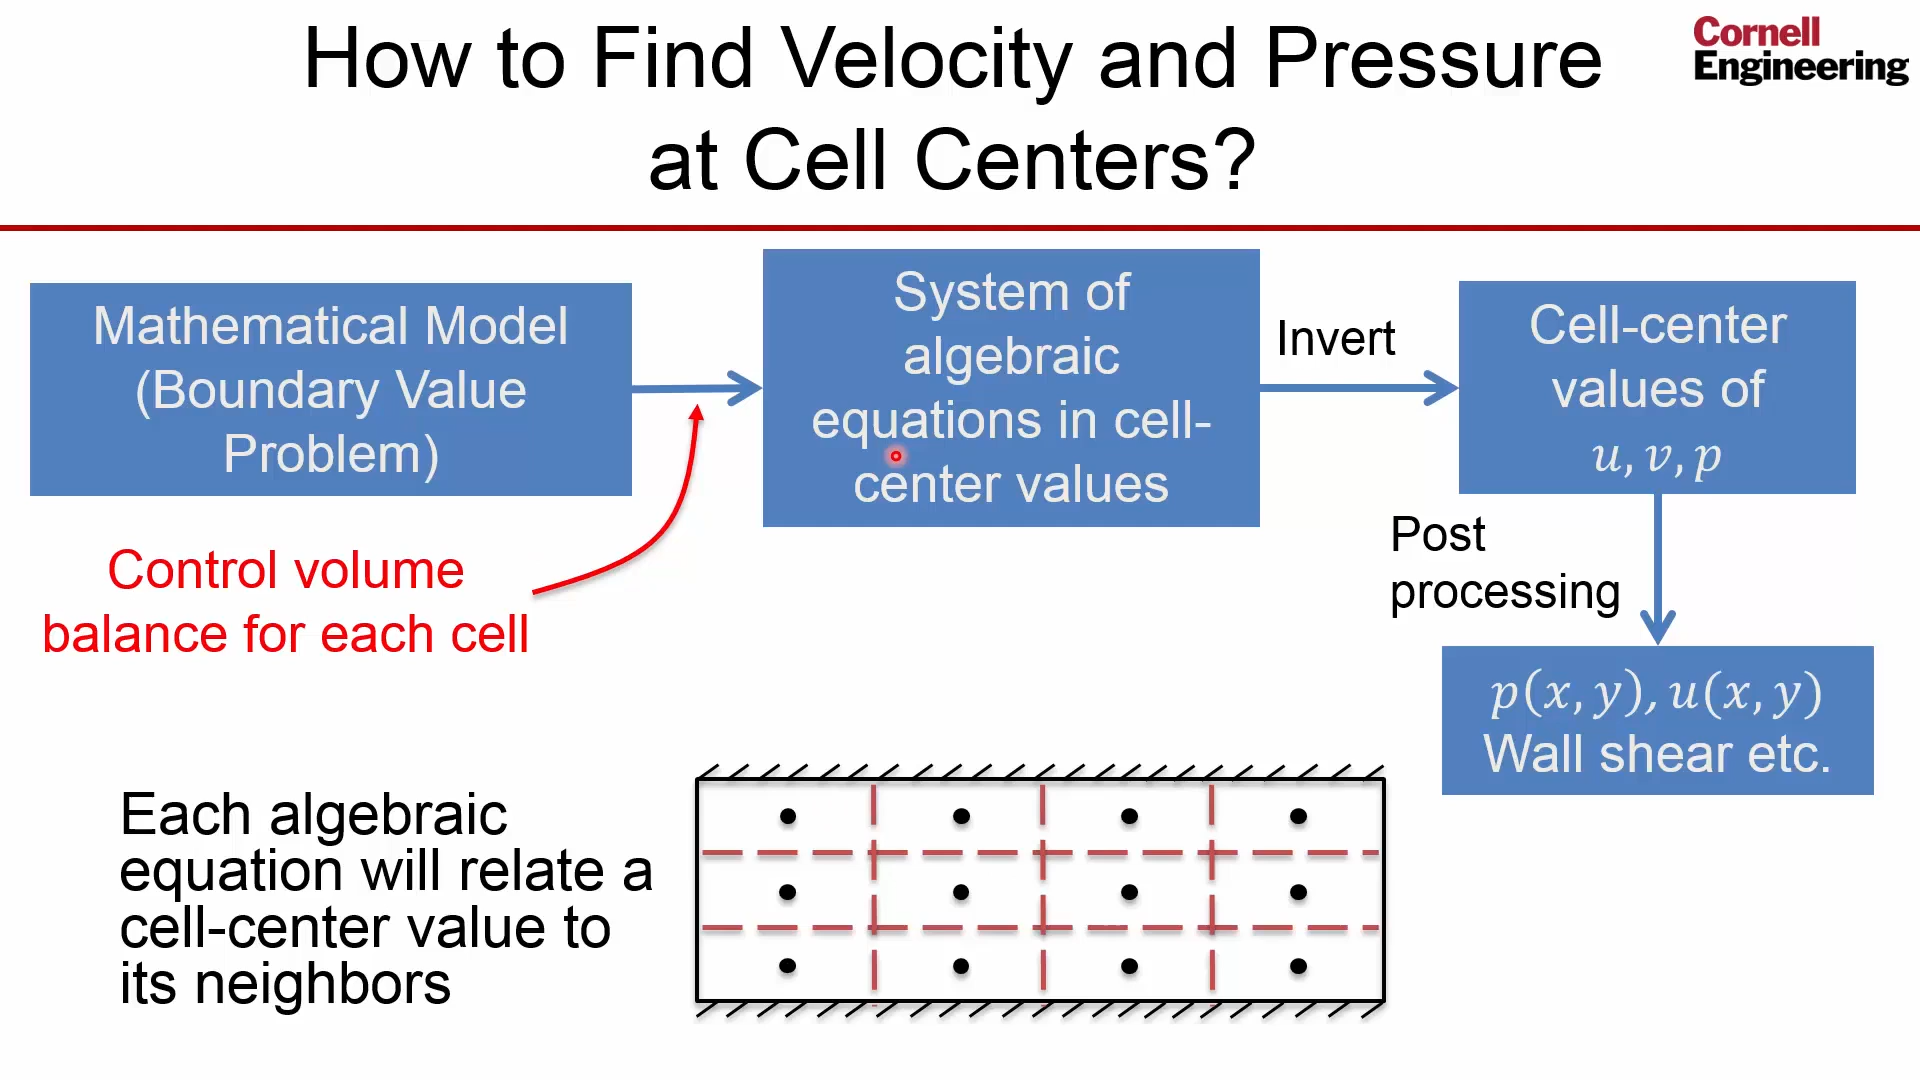 How to Find Velocity and Pressure
at Cell Centers?
Cornell
Engineering
Mathematical Model
(Boundary Value
Problem)
System of
algebraic
equations in cell-
center values
Invert
Cell-center
values of
u, v, p
Control volume
balance for each cell
Post
processing
p(x, y), u(x, y)
Wall shear etc.
Each algebraic
equation will relate a
cell-center value to
its neighbors